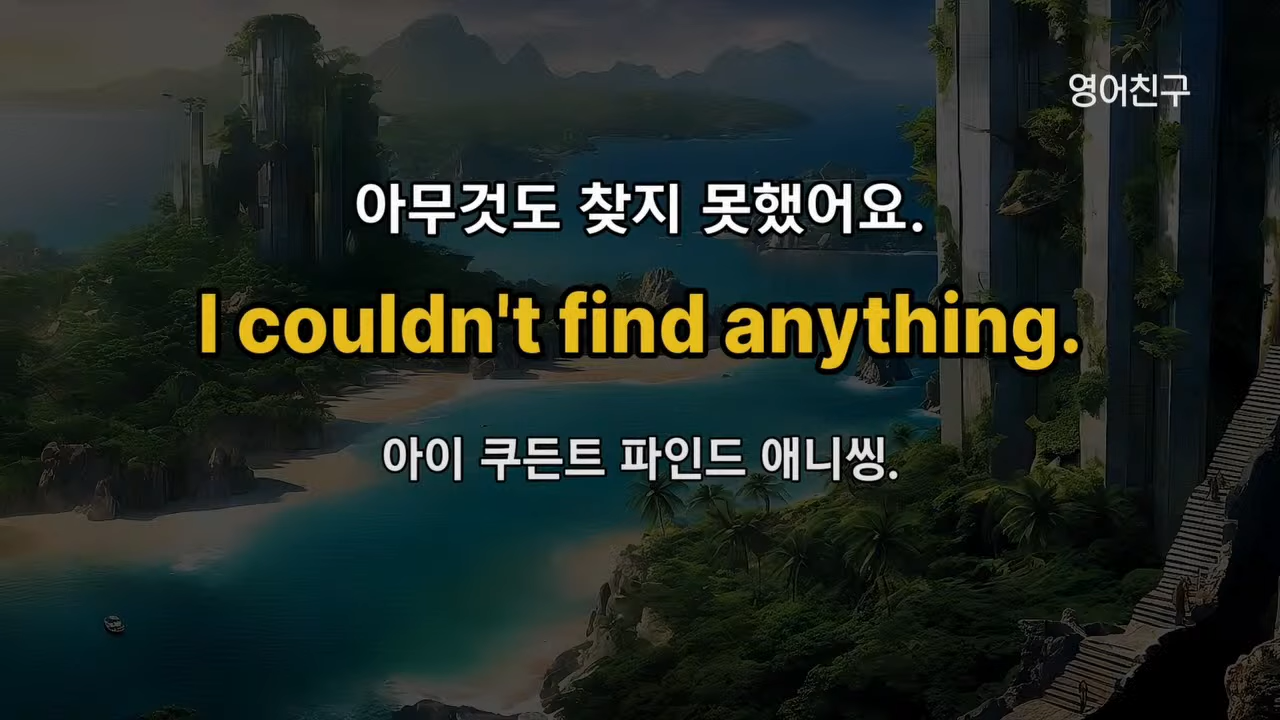 영어친구
아무것도 찾지 못했어요.
I couldn't find anything.
아이 쿠든트 파인드 애니씽.